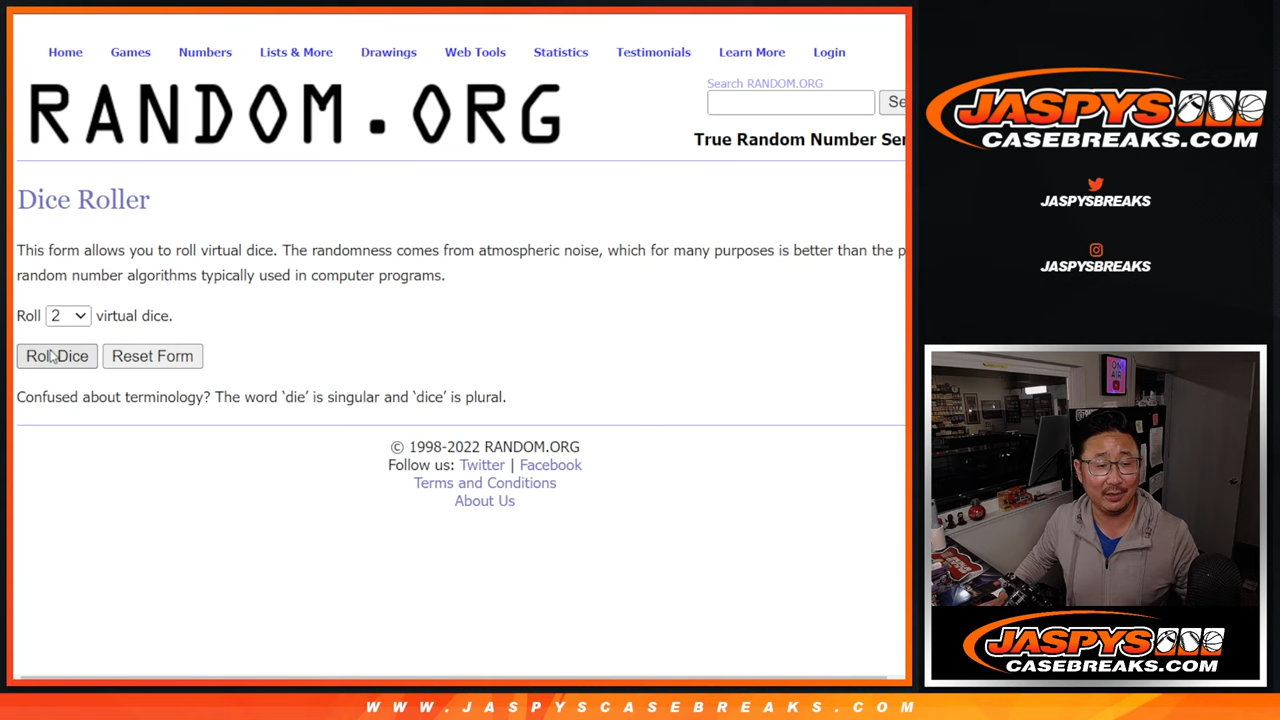 Home Games Numbers Lists & More Drawings Web Tools Statistics Testimonials Learn More Login
RANDOM.ORG
Search RANDOM.ORG
Se
True Random Number Ser
Dice Roller
This form allows you to roll virtual dice. The randomness comes from atmospheric noise, which for many purposes is better than the p
random number algorithms typically used in computer programs.
Roll 2 virtual dice.
Roll Dice Reset Form
Confused about terminology? The word ‘die’ is singular and ‘dice’ is plural.
© 1998-2022 RANDOM.ORG
Follow us: Twitter | Facebook
Terms and Conditions
About Us
JASPYS
CASEBREAKS.COM
JASPYSBREAKS
JASPYSBREAKS
ON
AIR
JASPYS
CASEBREAKS.COM
WWW.JASPYSCASEBREAKS.COM